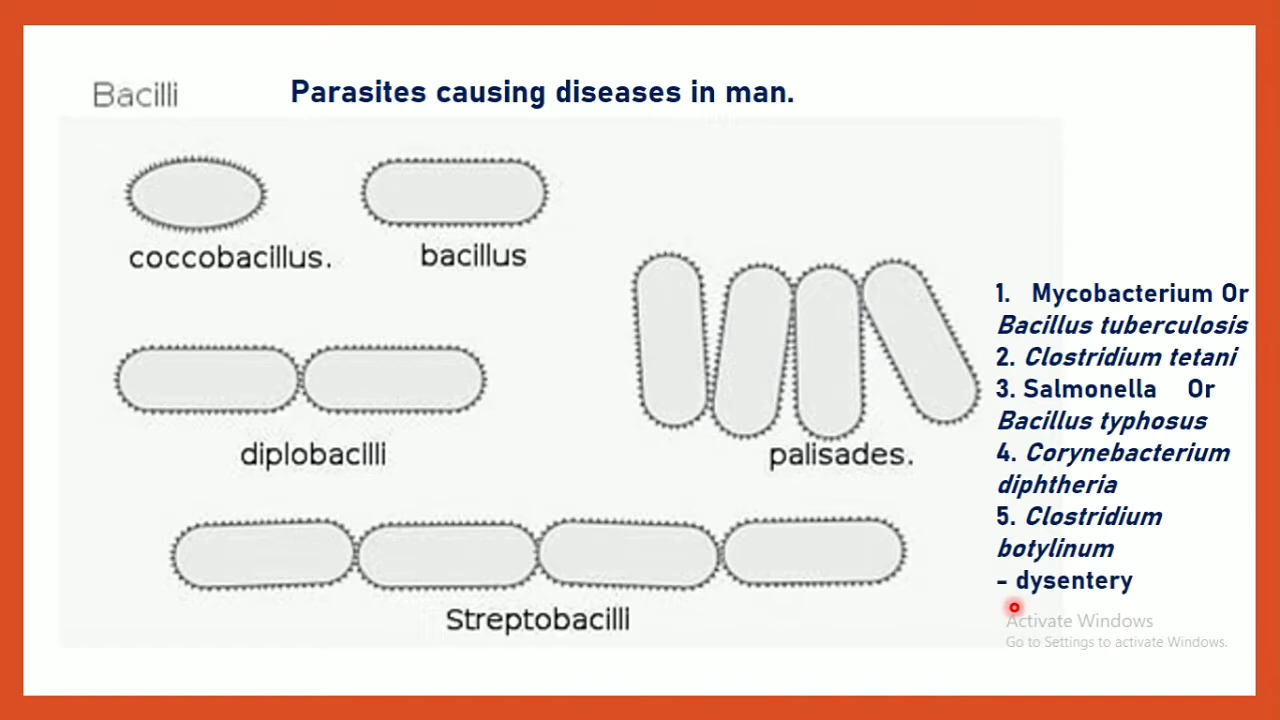 Bacilli
Parasites causing diseases in man.
coccobacillus.
bacillus
diplobacilli
palisades.
Streptobacilli
1. Mycobacterium Or
Bacillus tuberculosis
2. Clostridium tetani
3. Salmonella Or
Bacillus typhosus
4. Corynebacterium
diphtheria
5. Clostridium
botylinum
- dysentery
Activate Windows
Go to Settings to activate Windows.